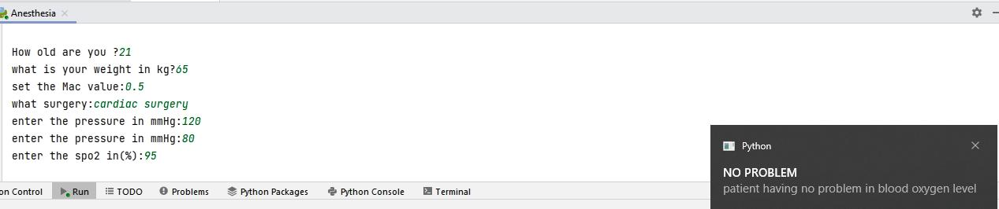 Anesthesia
How old are you ?21
what is your weight in kg?65
set the Mac value:0.5
what surgery:cardiac surgery
enter the pressure in mmHg:120
enter the pressure in mmHg:80
enter the spo2 in(%):95
on Control Run TODO Problems Python Packages Python Console Terminal
Python
NO PROBLEM
patient having no problem in blood oxygen level